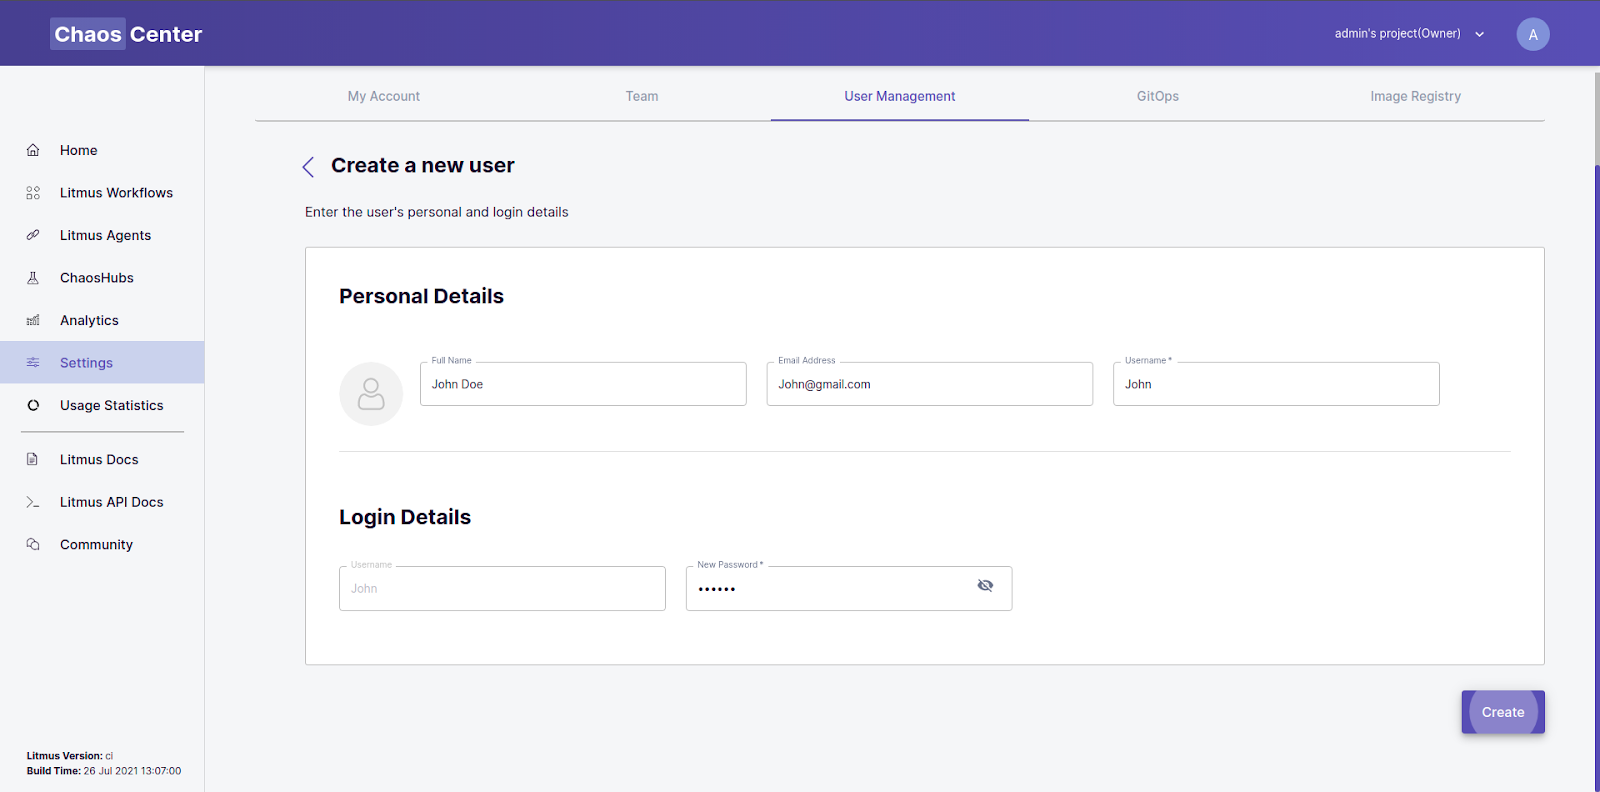 Chaos Center
admin's project(Owner)
A
My Account
Team
User Management
GitOps
Image Registry
Home
Litmus Workflows
Litmus Agents
ChaosHubs
Analytics
Settings
Usage Statistics
Litmus Docs
Litmus API Docs
Community
Litmus Version: ci
Build Time: 26 Jul 2021 13:07:00
Create a new user
Enter the user's personal and login details
Personal Details
Full Name
John Doe
Email Address
John@gmail.com
Username *
John
Login Details
Username
John
New Password *
••••••
Create